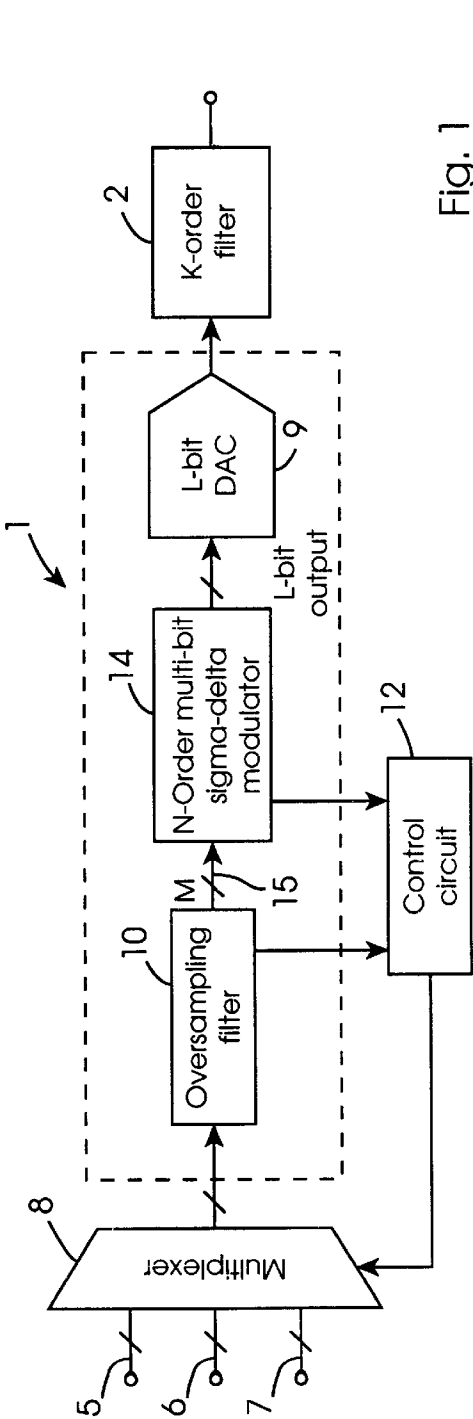 1
8
Multiplexer
5
6
7
10
Oversampling
filter
M
15
14
N-Order multi-bit
sigma-delta
modulator
L-bit
output
L-bit
DAC
9
2
K-order
filter
12
Control
circuit
Fig. 1